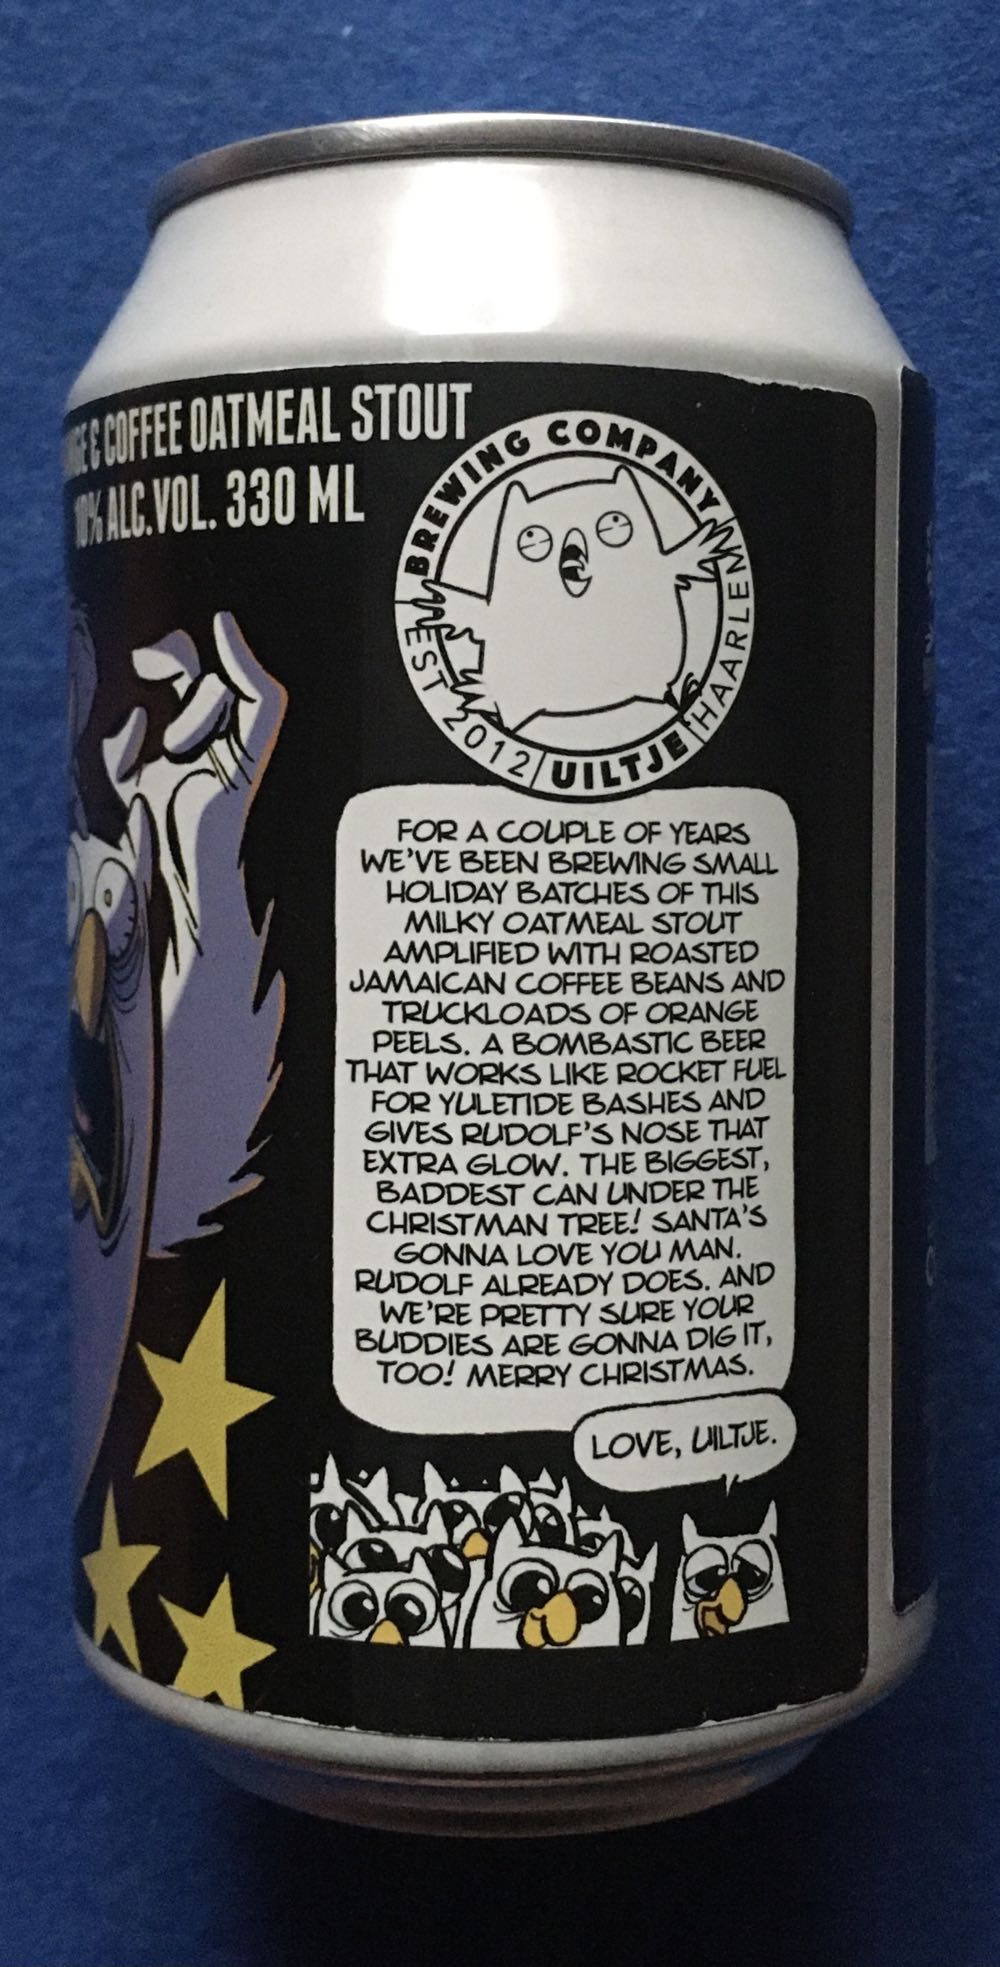 & COFFEE OATMEAL STOUT
10% ALC.VOL. 330 ML
BREWING COMPANY
EST 2012 UILTJE HAARLEM
FOR A COUPLE OF YEARS
WE'VE BEEN BREWING SMALL
HOLIDAY BATCHES OF THIS
MILKY OATMEAL STOUT
AMPLIFIED WITH ROASTED
JAMAICAN COFFEE BEANS AND
TRUCKLOADS OF ORANGE
PEELS. A BOMBASTIC BEER
THAT WORKS LIKE ROCKET FUEL
FOR YULETIDE BASHES AND
GIVES RUDOLF'S NOSE THAT
EXTRA GLOW. THE BIGGEST,
BADDEST CAN UNDER THE
CHRISTMAN TREE! SANTA'S
GONNA LOVE YOU MAN.
RUDOLF ALREADY DOES. AND
WE'RE PRETTY SURE YOUR
BUDDIES ARE GONNA DIG IT,
TOO! MERRY CHRISTMAS.
LOVE, UILTJE.